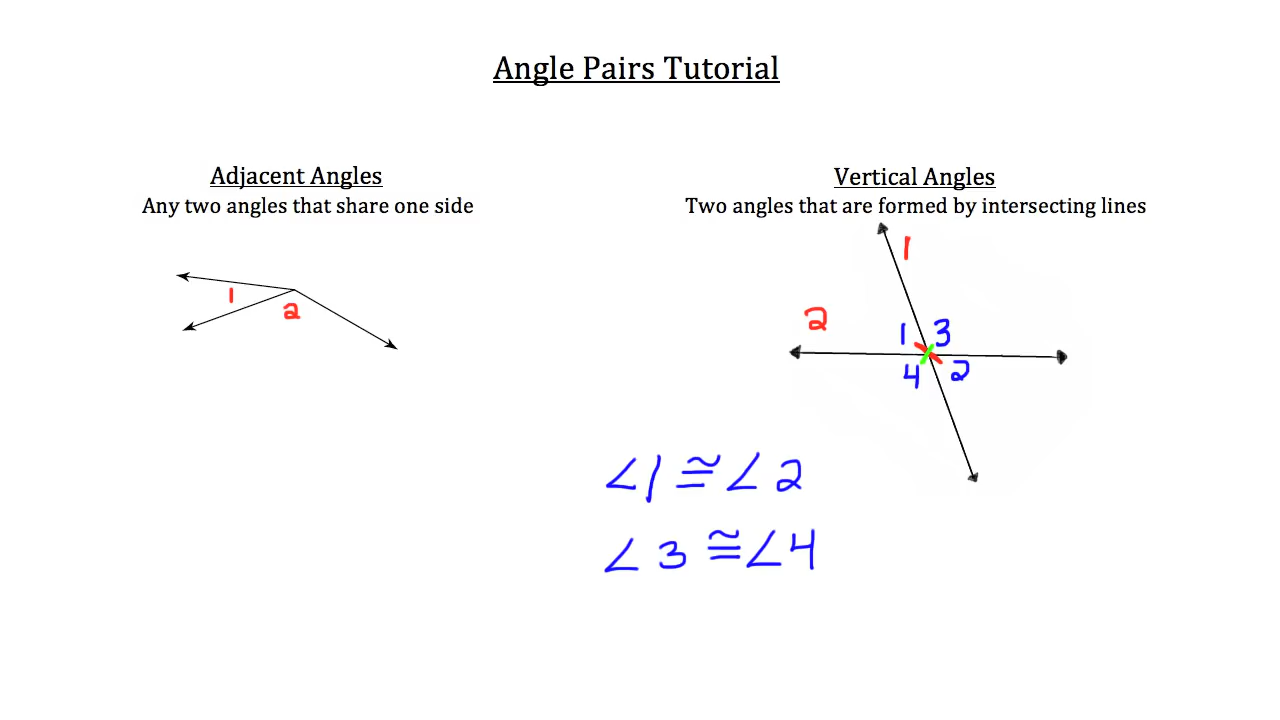 Angle Pairs Tutorial
Adjacent Angles
Any two angles that share one side
1
2
Vertical Angles
Two angles that are formed by intersecting lines
1
2
1 3
4 2
∠1 ≅ ∠2
∠3 ≅ ∠4